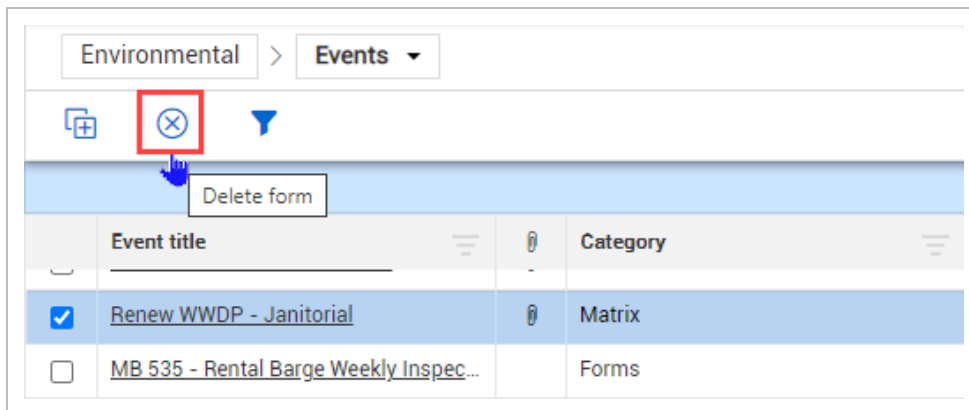 Environmental > Events
Delete form
Event title Category
Renew WWDP - Janitorial Matrix
MB 535 - Rental Barge Weekly Inspec... Forms